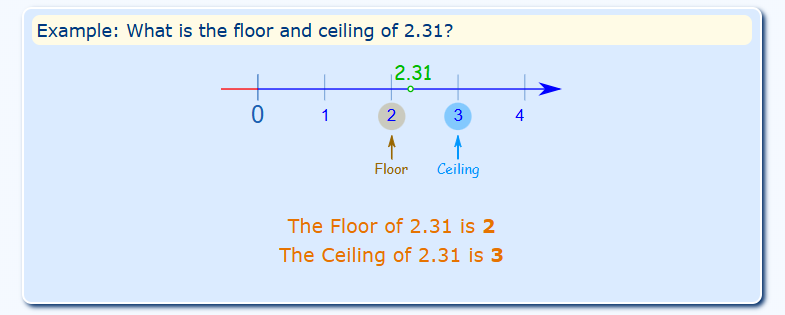 Example: What is the floor and ceiling of 2.31?
2.31
0 1 2 3 4
Floor Ceiling
The Floor of 2.31 is 2
The Ceiling of 2.31 is 3